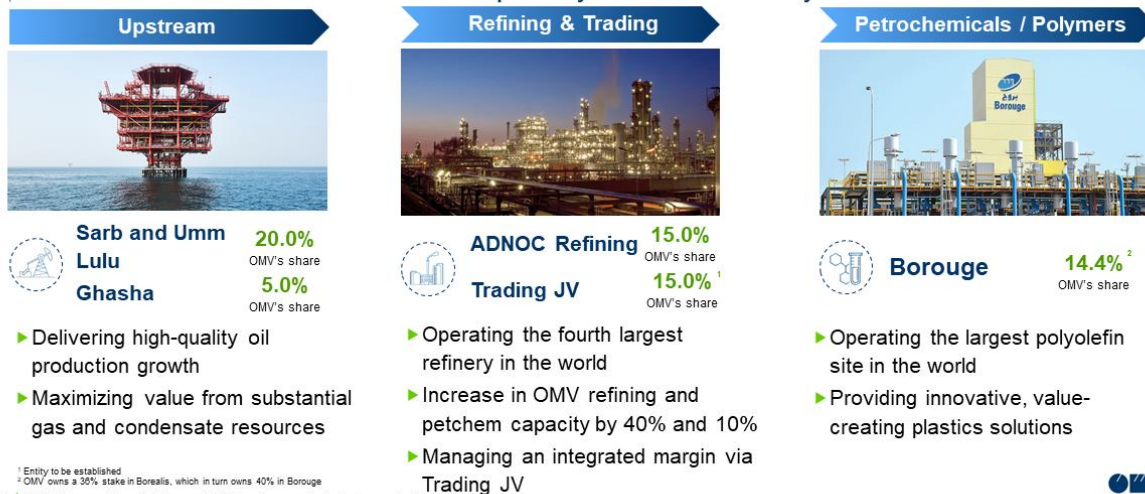 Upstream
Sarb and Umm
Lulu
20.0%
OMV's share
Ghasha
5.0%
OMV's share
▶Delivering high-quality oil
production growth
▶Maximizing value from substantial
gas and condensate resources
Refining & Trading
ADNOC Refining
15.0%
OMV's share
Trading JV
15.0% ¹
OMV's share
▶Operating the fourth largest
refinery in the world
▶Increase in OMV refining and
petchem capacity by 40% and 10%
▶Managing an integrated margin via
Trading JV
Petrochemicals / Polymers
بروج
Borouge
Borouge
14.4% ²
OMV's share
▶Operating the largest polyolefin
site in the world
▶Providing innovative, value-
creating plastics solutions
¹ Entity to be established
² OMV owns a 36% stake in Borealis, which in turn owns 40% in Borouge